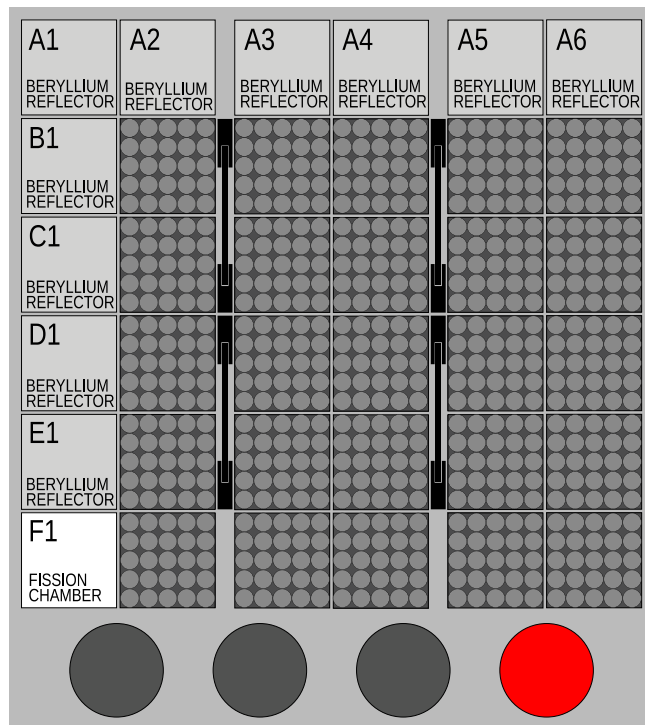 A1
BERYLLIUM
REFLECTOR
A2
BERYLLIUM
REFLECTOR
A3
BERYLLIUM
REFLECTOR
A4
BERYLLIUM
REFLECTOR
A5
BERYLLIUM
REFLECTOR
A6
BERYLLIUM
REFLECTOR
B1
BERYLLIUM
REFLECTOR
C1
BERYLLIUM
REFLECTOR
D1
BERYLLIUM
REFLECTOR
E1
BERYLLIUM
REFLECTOR
F1
FISSION
CHAMBER